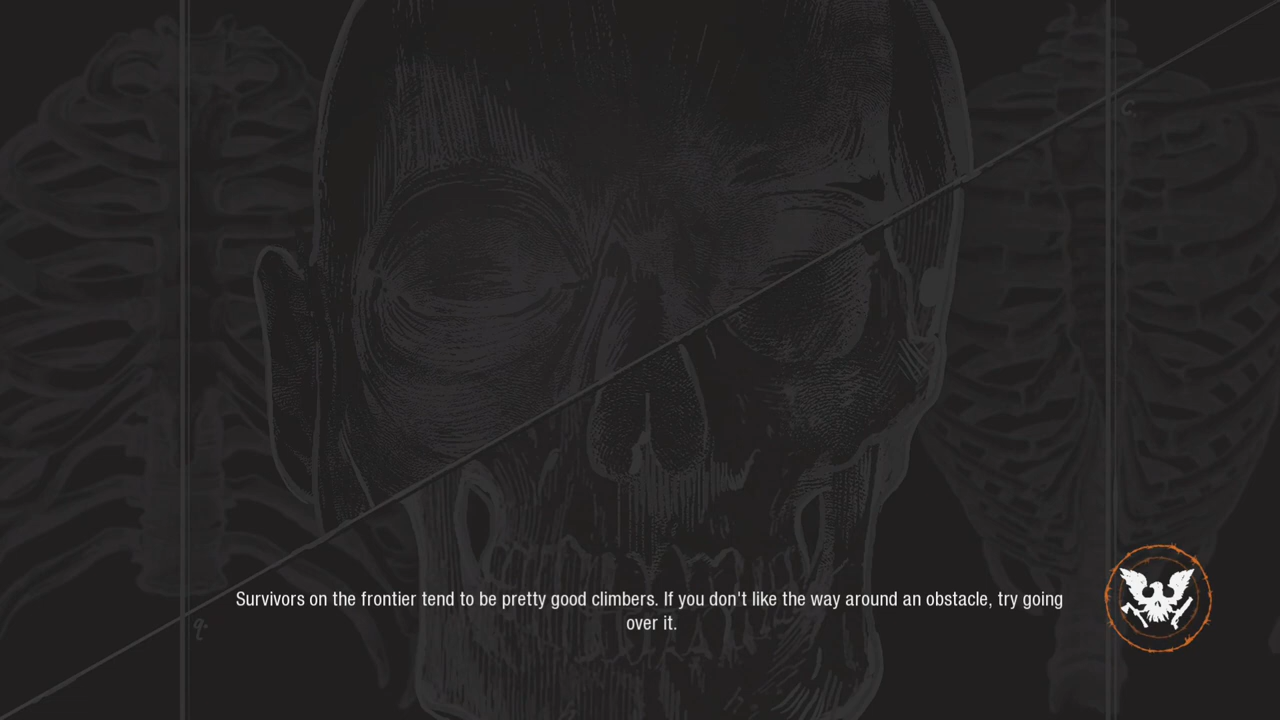 Survivors on the frontier tend to be pretty good climbers. If you don't like the way around an obstacle, try going
over it.
c.
q.